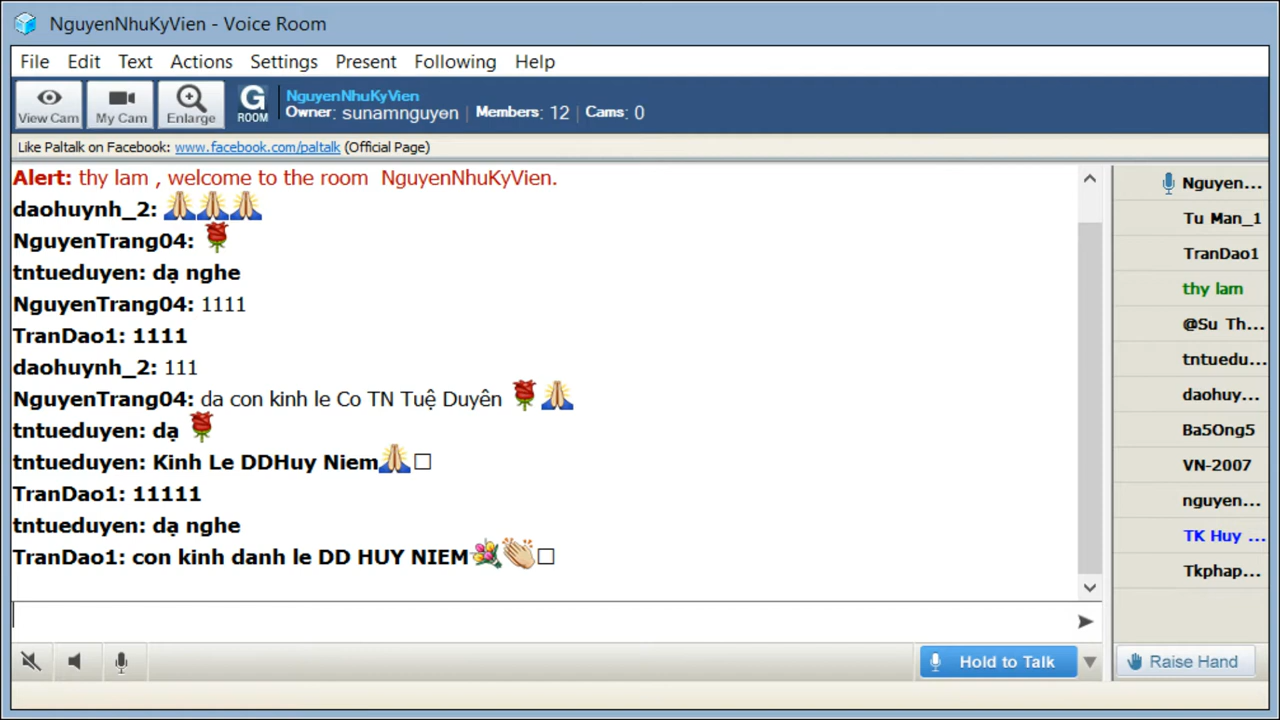 NguyenNhuKyVien - Voice Room
File Edit Text Actions Settings Present Following Help
View Cam My Cam Enlarge
G ROOM
NguyenNhuKyVien
Owner: sunamnguyen | Members: 12 | Cams: 0
Like Paltalk on Facebook: www.facebook.com/paltalk (Official Page)
Alert: thy lam , welcome to the room NguyenNhuKyVien.
daohuynh_2: 🙏🙏🙏
NguyenTrang04: 🌹
tntueduyen: dạ nghe
NguyenTrang04: 1111
TranDao1: 1111
daohuynh_2: 111
NguyenTrang04: da con kinh le Co TN Tuệ Duyên 🌹🙏
tntueduyen: dạ 🌹
tntueduyen: Kinh Le DDHuy Niem🙏□
TranDao1: 11111
tntueduyen: dạ nghe
TranDao1: con kinh danh le DD HUY NIEM💐👏□
Nguyen...
Tu Man_1
TranDao1
thy lam
@Su Th...
tntuedu...
daohuy...
Ba5Ong5
VN-2007
nguyen...
TK Huy ...
Tkphap...
Hold to Talk
Raise Hand